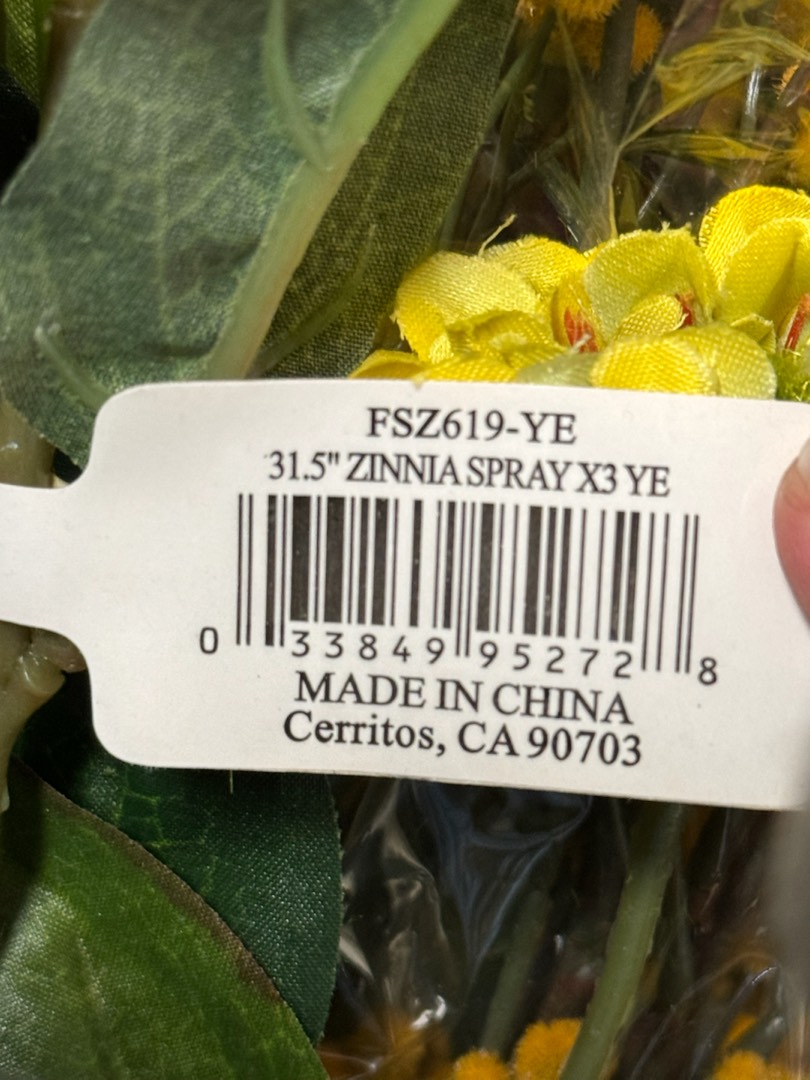 FSZ619-YE
31.5" ZINNIA SPRAY X3 YE
0 33849 95272 8
MADE IN CHINA
Cerritos, CA 90703